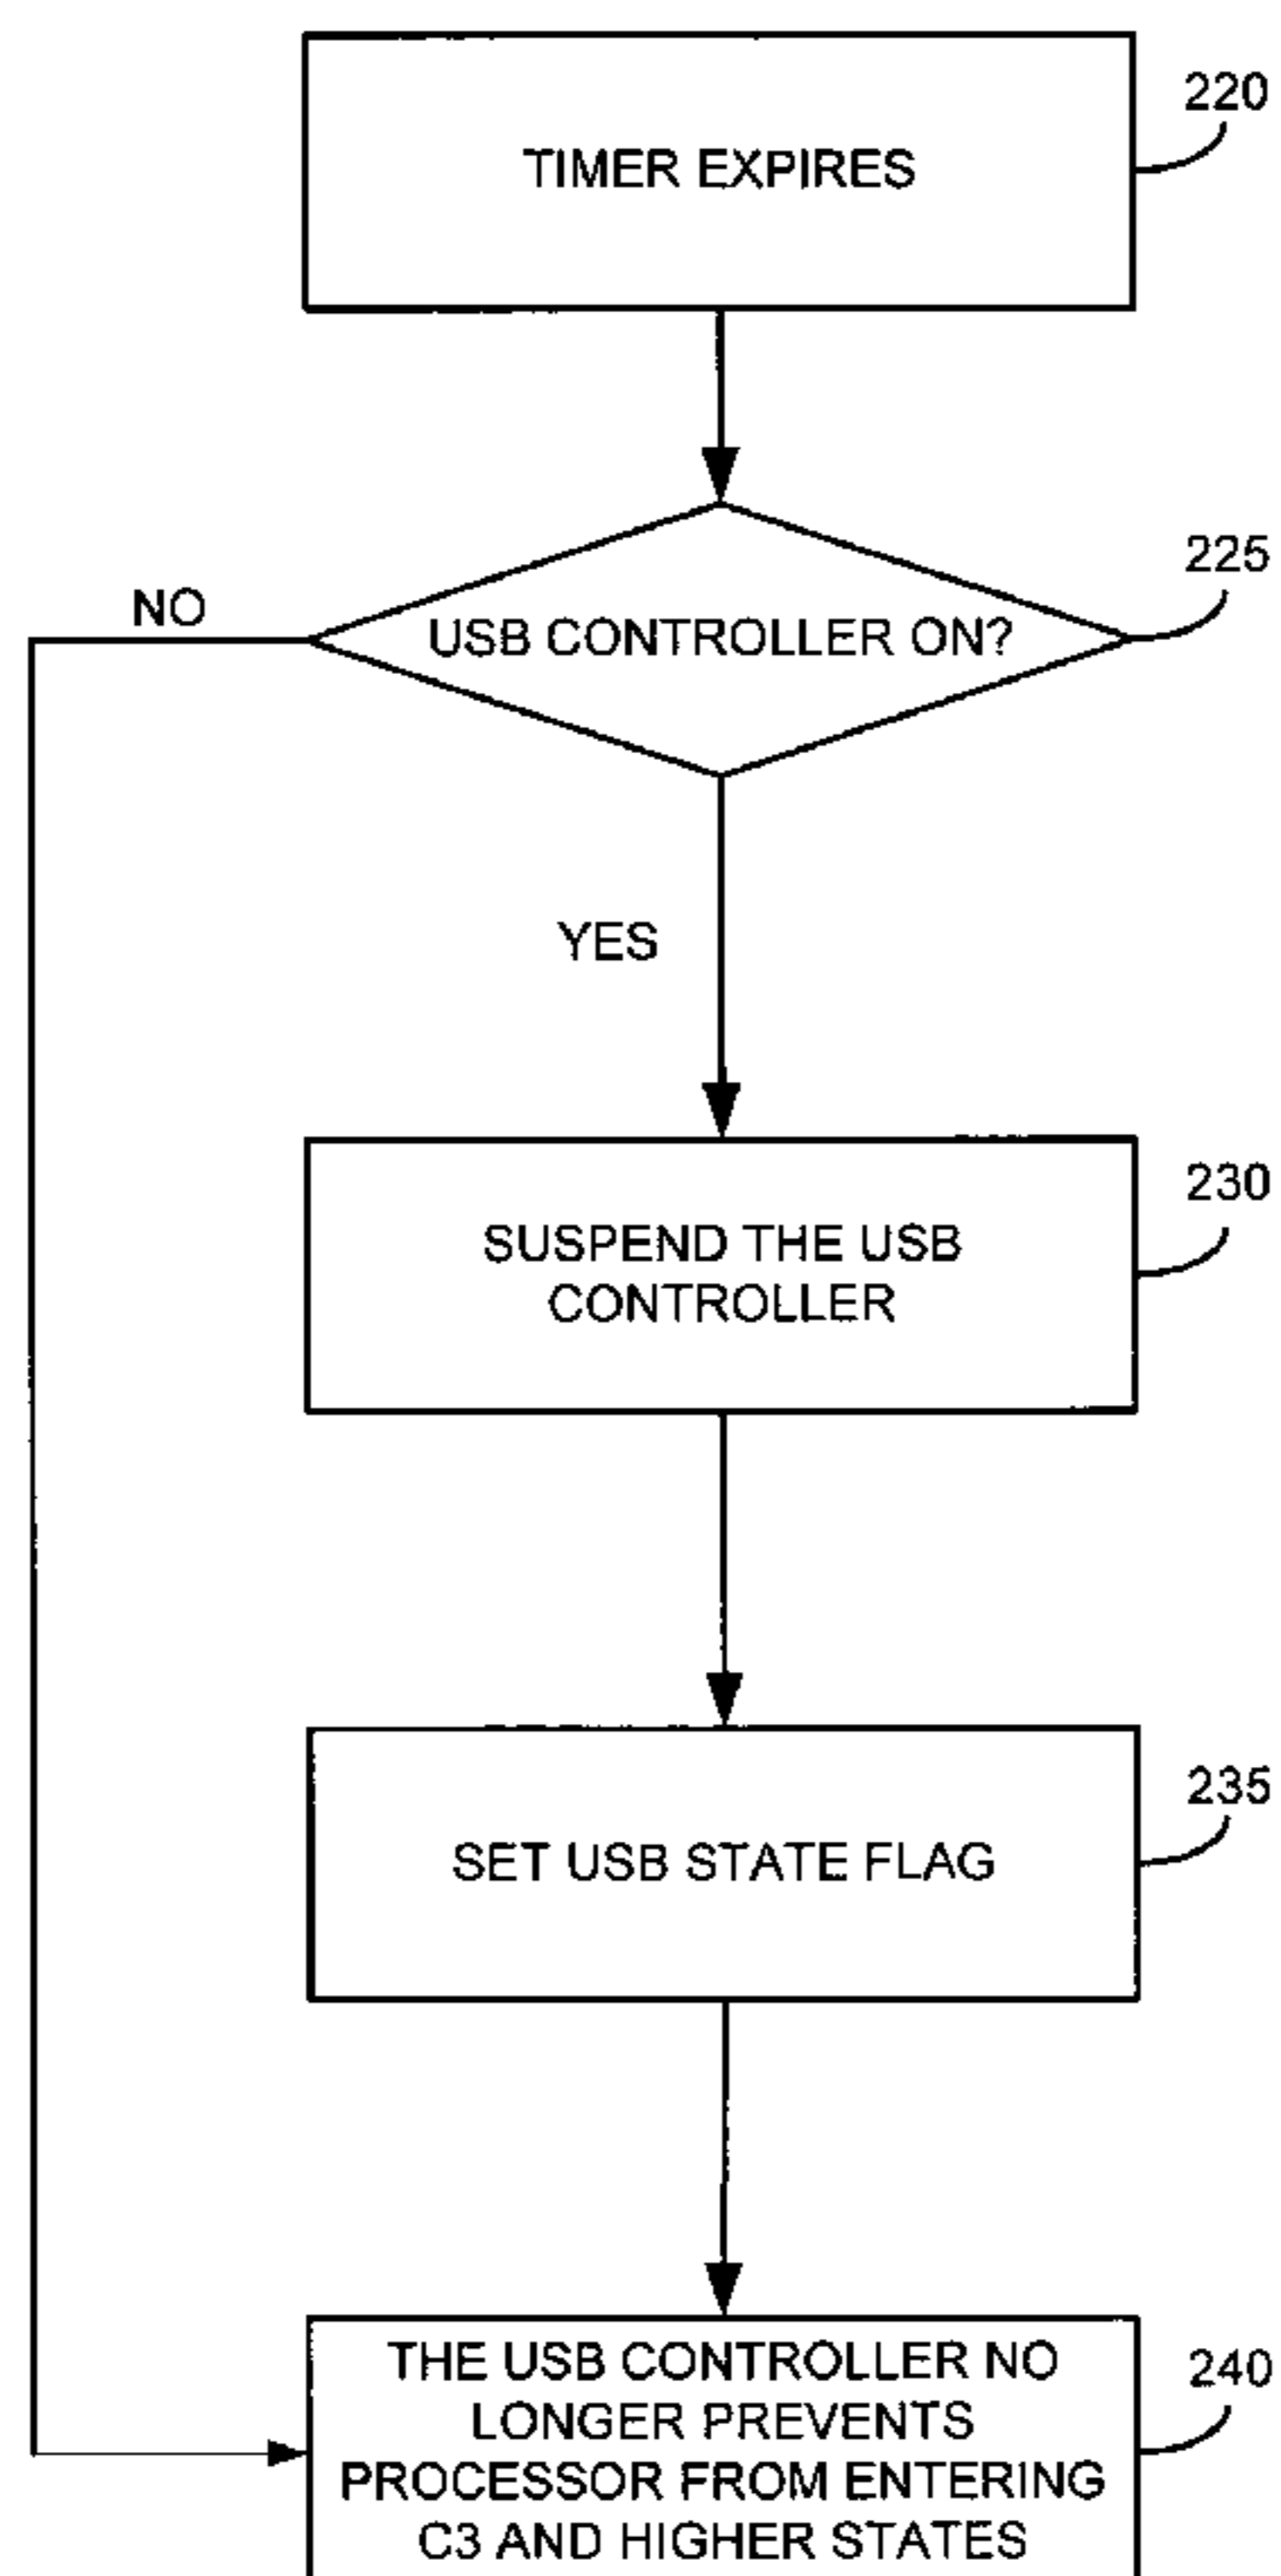 220
TIMER EXPIRES
225
NO
USB CONTROLLER ON?
YES
230
SUSPEND THE USB
CONTROLLER
235
SET USB STATE FLAG
240
THE USB CONTROLLER NO
LONGER PREVENTS
PROCESSOR FROM ENTERING
C3 AND HIGHER STATES